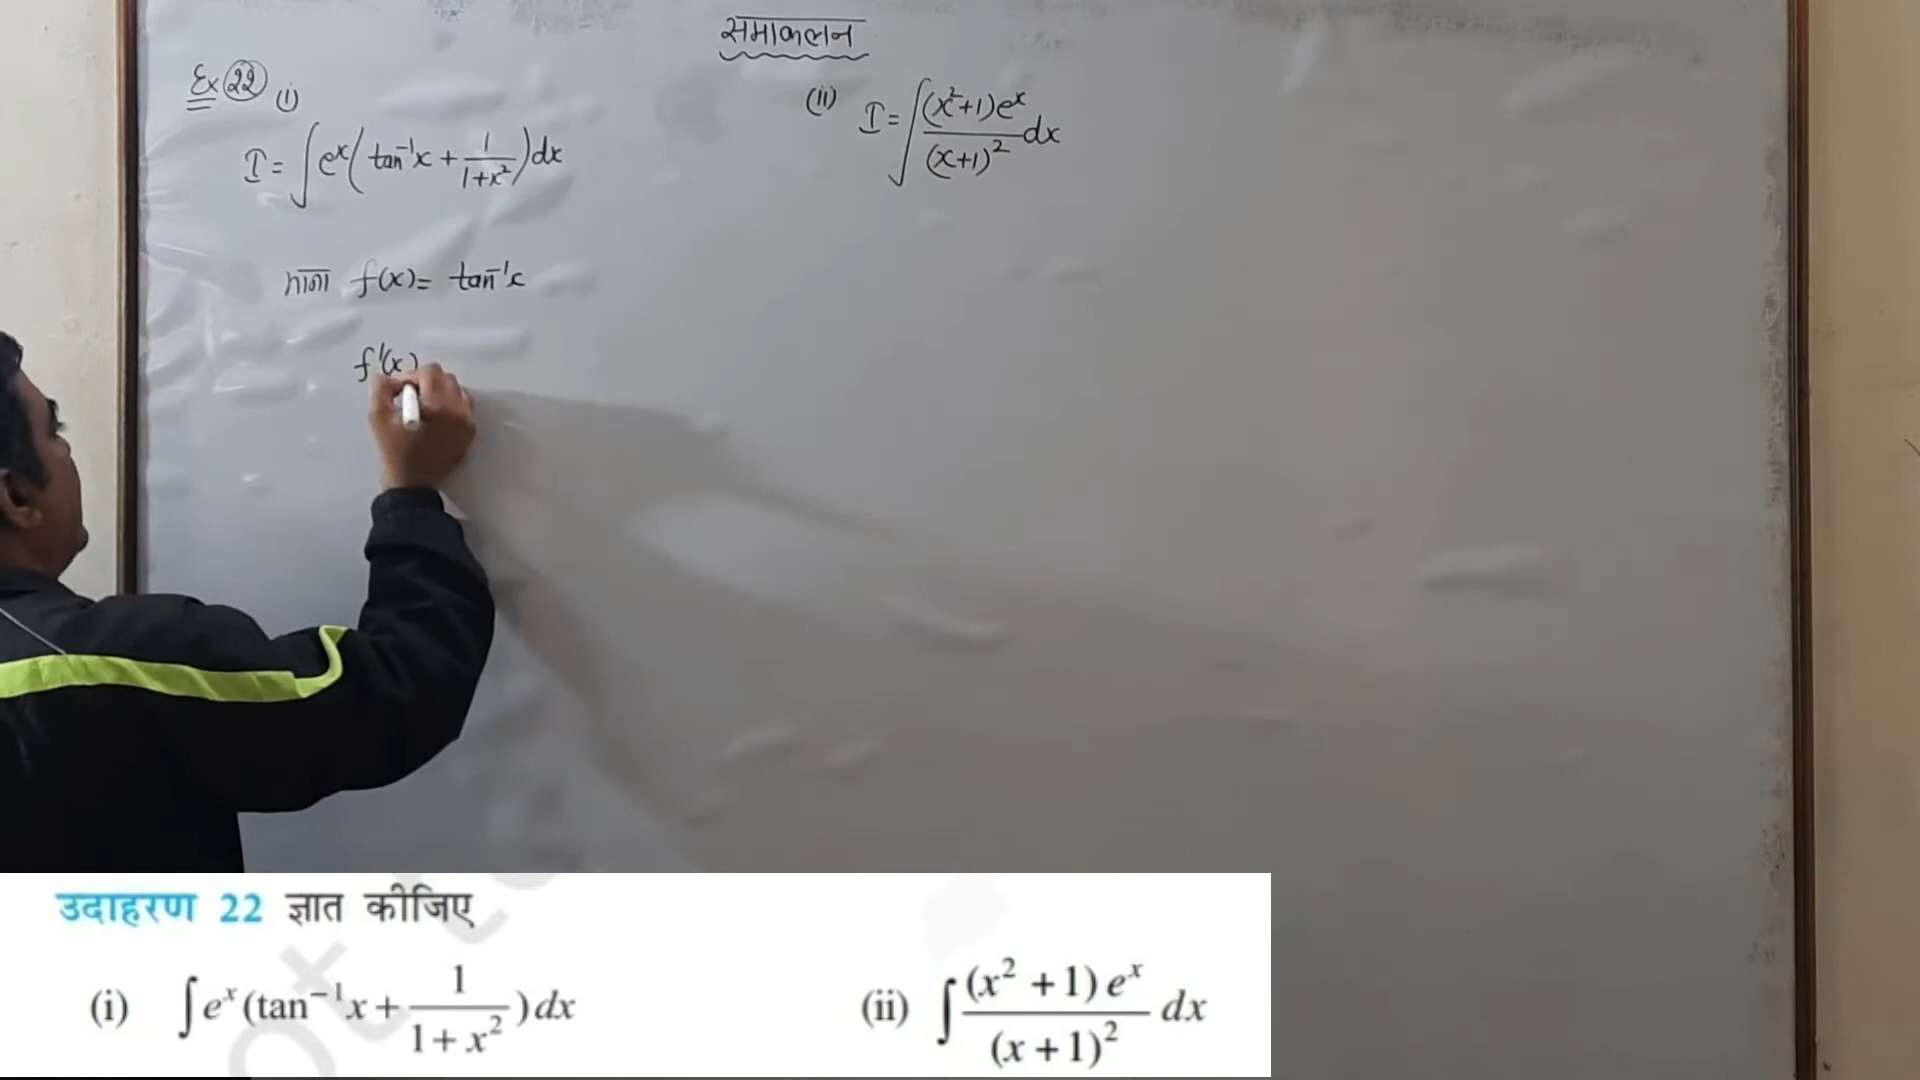 समाकलन
Ex 22 (i)
I = ∫ eˣ( tan⁻¹x + 1/(1+x²) ) dx
माना f(x) = tan⁻¹x
f'(x)
(ii) I = ∫ (x²+1)eˣ/(x+1)² dx
उदाहरण 22 ज्ञात कीजिए
(i) ∫ eˣ (tan⁻¹x + 1/(1+x²) ) dx
(ii) ∫ (x² +1) eˣ/(x +1)² dx